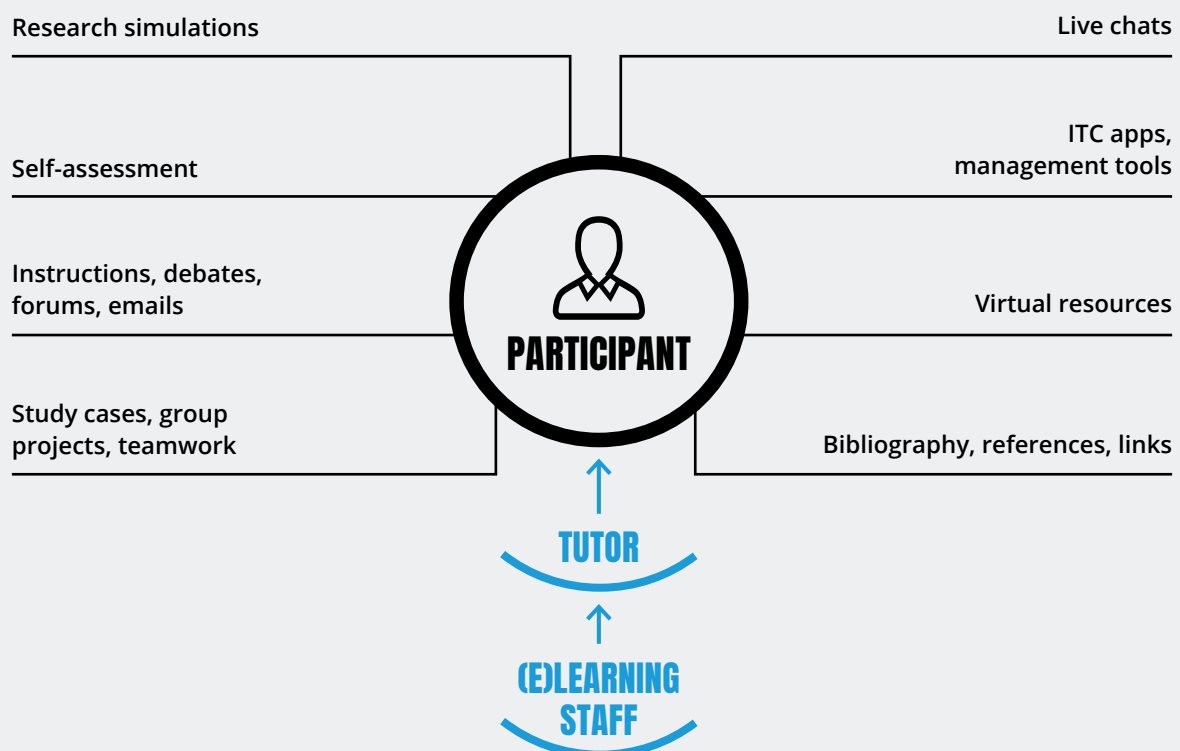 Research simulations
Live chats
Self-assessment
ITC apps,
management tools
Instructions, debates,
forums, emails
Virtual resources
Study cases, group
projects, teamwork
Bibliography, references, links
PARTICIPANT
TUTOR
(E)LEARNING
STAFF